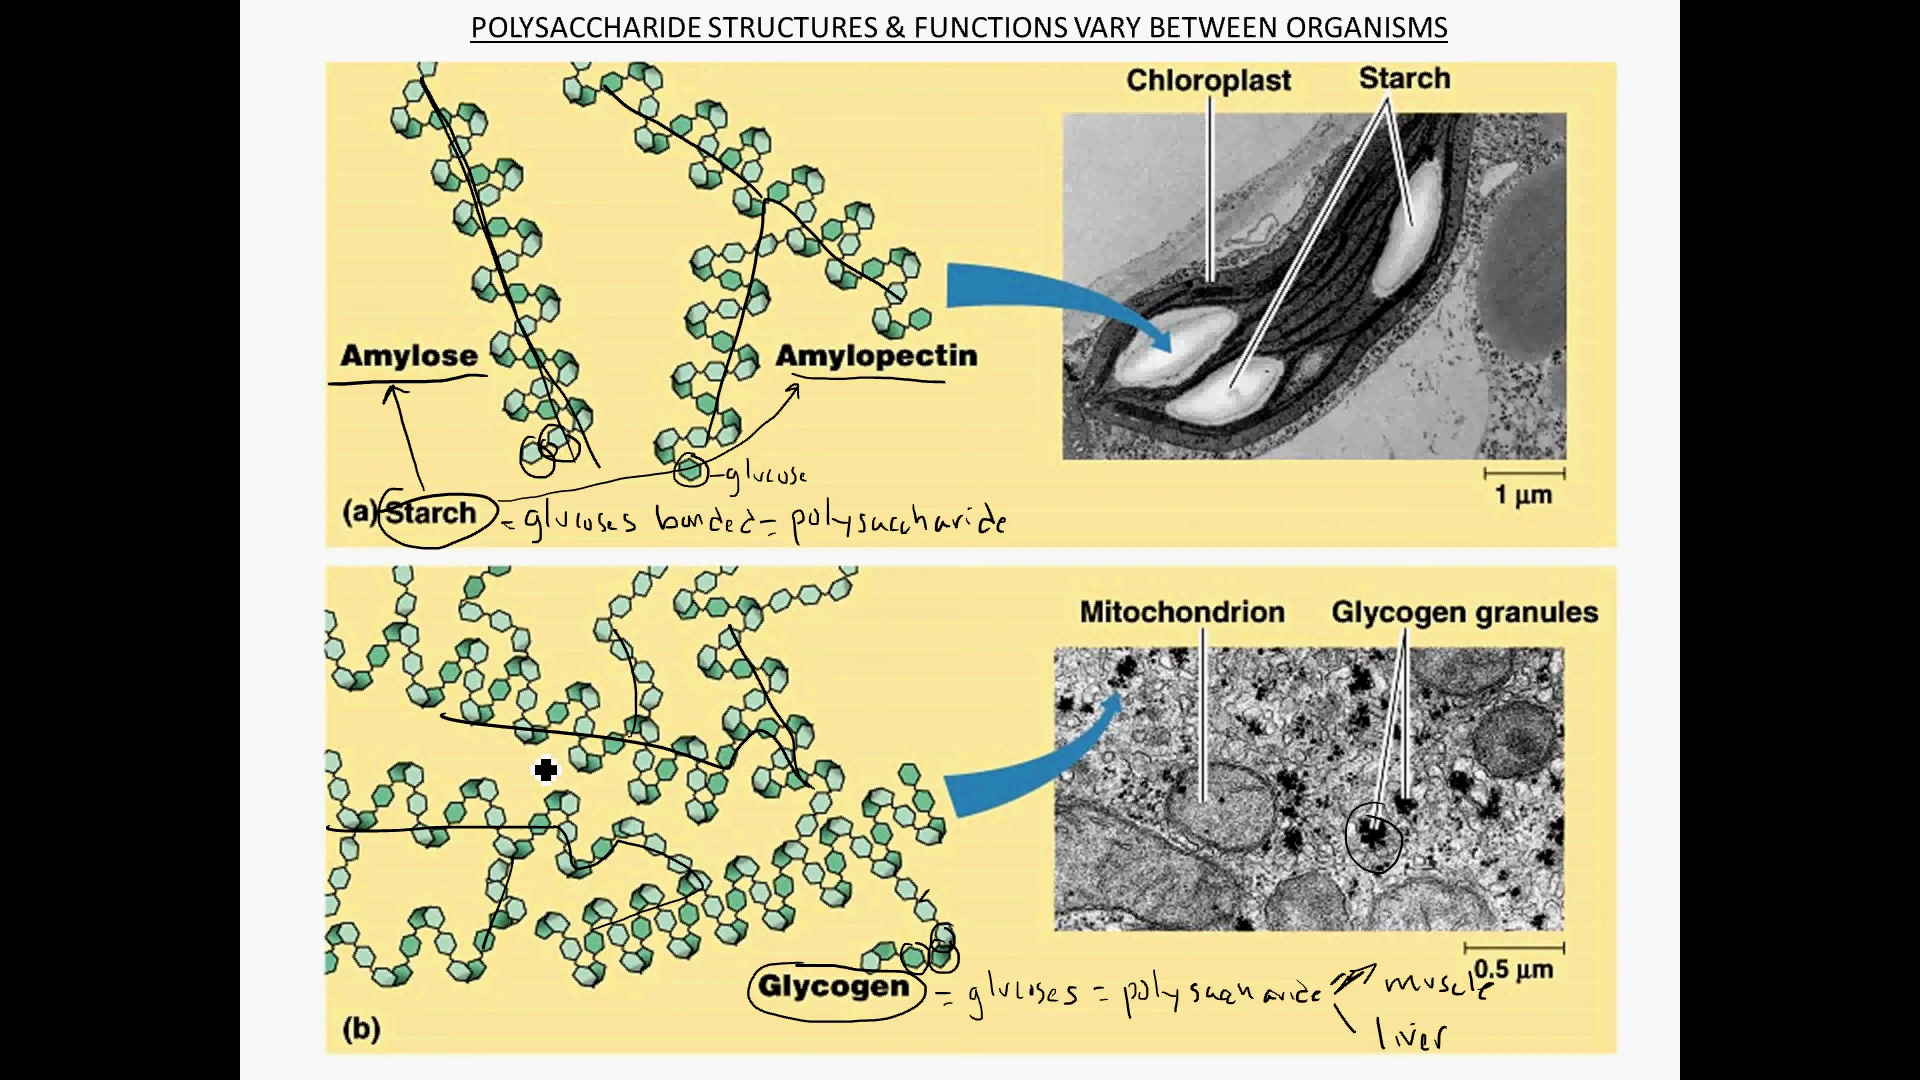 POLYSACCHARIDE STRUCTURES & FUNCTIONS VARY BETWEEN ORGANISMS
Chloroplast Starch
Amylose Amylopectin
glucose
1 µm
(a) Starch = glucoses bonded = polysaccharide
Mitochondrion Glycogen granules
0.5 µm
Glycogen = glucoses = polysaccharide muscle
liver
(b)